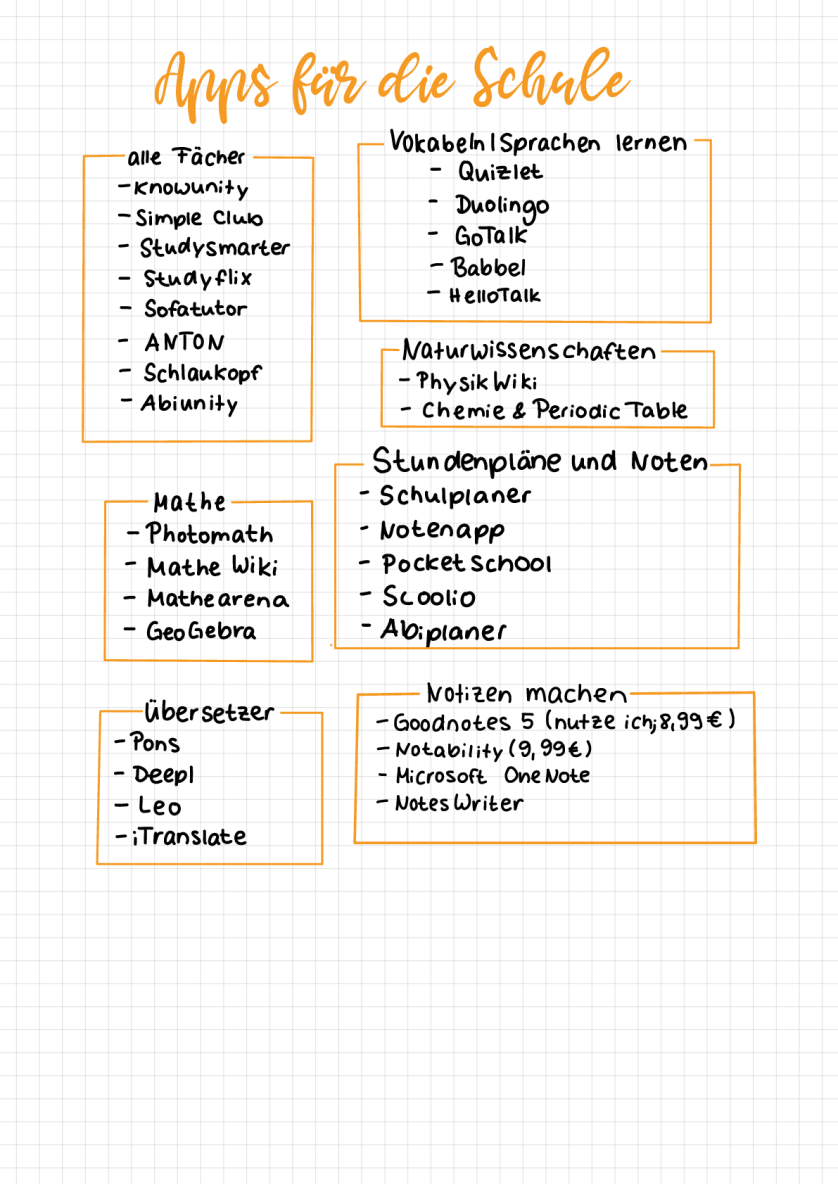 Apps für die Schule
alle Fächer
- Knowunity
- Simple Club
- Studysmarter
- Studyflix
- Sofatutor
- ANTON
- Schlaukopf
- Abiunity
Vokabeln | Sprachen lernen
- Quizlet
- Duolingo
- GoTalk
- Babbel
- HelloTalk
Naturwissenschaften
- Physik Wiki
- Chemie & Periodic Table
Mathe
- Photomath
- Mathe Wiki
- Mathearena
- GeoGebra
Stundenpläne und Noten
- Schulplaner
- Notenapp
- Pocket School
- Scoolio
- Abiplaner
Übersetzer
- Pons
- Deepl
- Leo
- iTranslate
Notizen machen
- Goodnotes 5 (nutze ich; 8,99€)
- Notability (9,99€)
- Microsoft OneNote
- Notes Writer